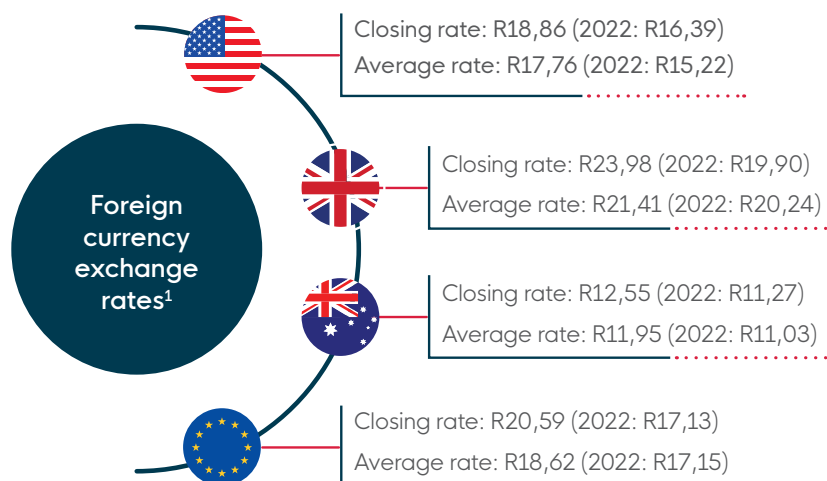 Foreign
currency
exchange
rates¹
Closing rate: R18,86 (2022: R16,39)
Average rate: R17,76 (2022: R15,22)
Closing rate: R23,98 (2022: R19,90)
Average rate: R21,41 (2022: R20,24)
Closing rate: R12,55 (2022: R11,27)
Average rate: R11,95 (2022: R11,03)
Closing rate: R20,59 (2022: R17,13)
Average rate: R18,62 (2022: R17,15)